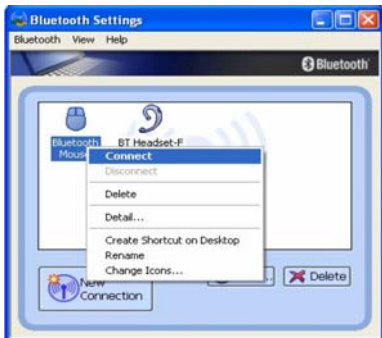 Bluetooth Settings
Bluetooth View Help
Bluetooth
Bluetooth BT Headset-F
Mouse
Connect
Disconnect
Delete
Detail...
Create Shortcut on Desktop
Rename
Change Icons...
New
Connection
Delete